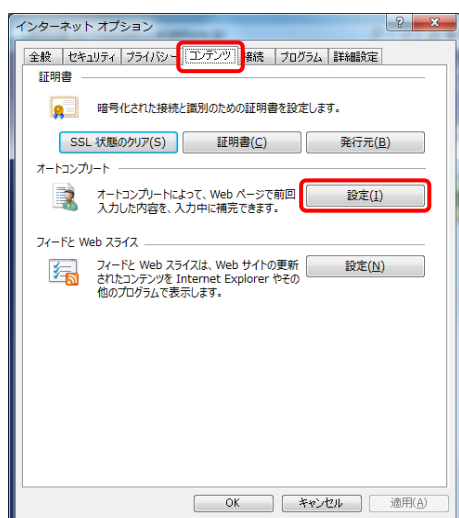 インターネット オプション
全般 セキュリティ プライバシー コンテンツ 接続 プログラム 詳細設定
証明書
暗号化された接続と識別のための証明書を設定します。
SSL 状態のクリア(S) 証明書(C) 発行元(B)
オートコンプリート
オートコンプリートによって、Web ページで前回
入力した内容を、入力中に補完できます。
設定(I)
フィードと Web スライス
フィードと Web スライスは、Web サイトの更新
されたコンテンツを Internet Explorer やその
他のプログラムで表示します。
設定(N)
OK キャンセル 適用(A)